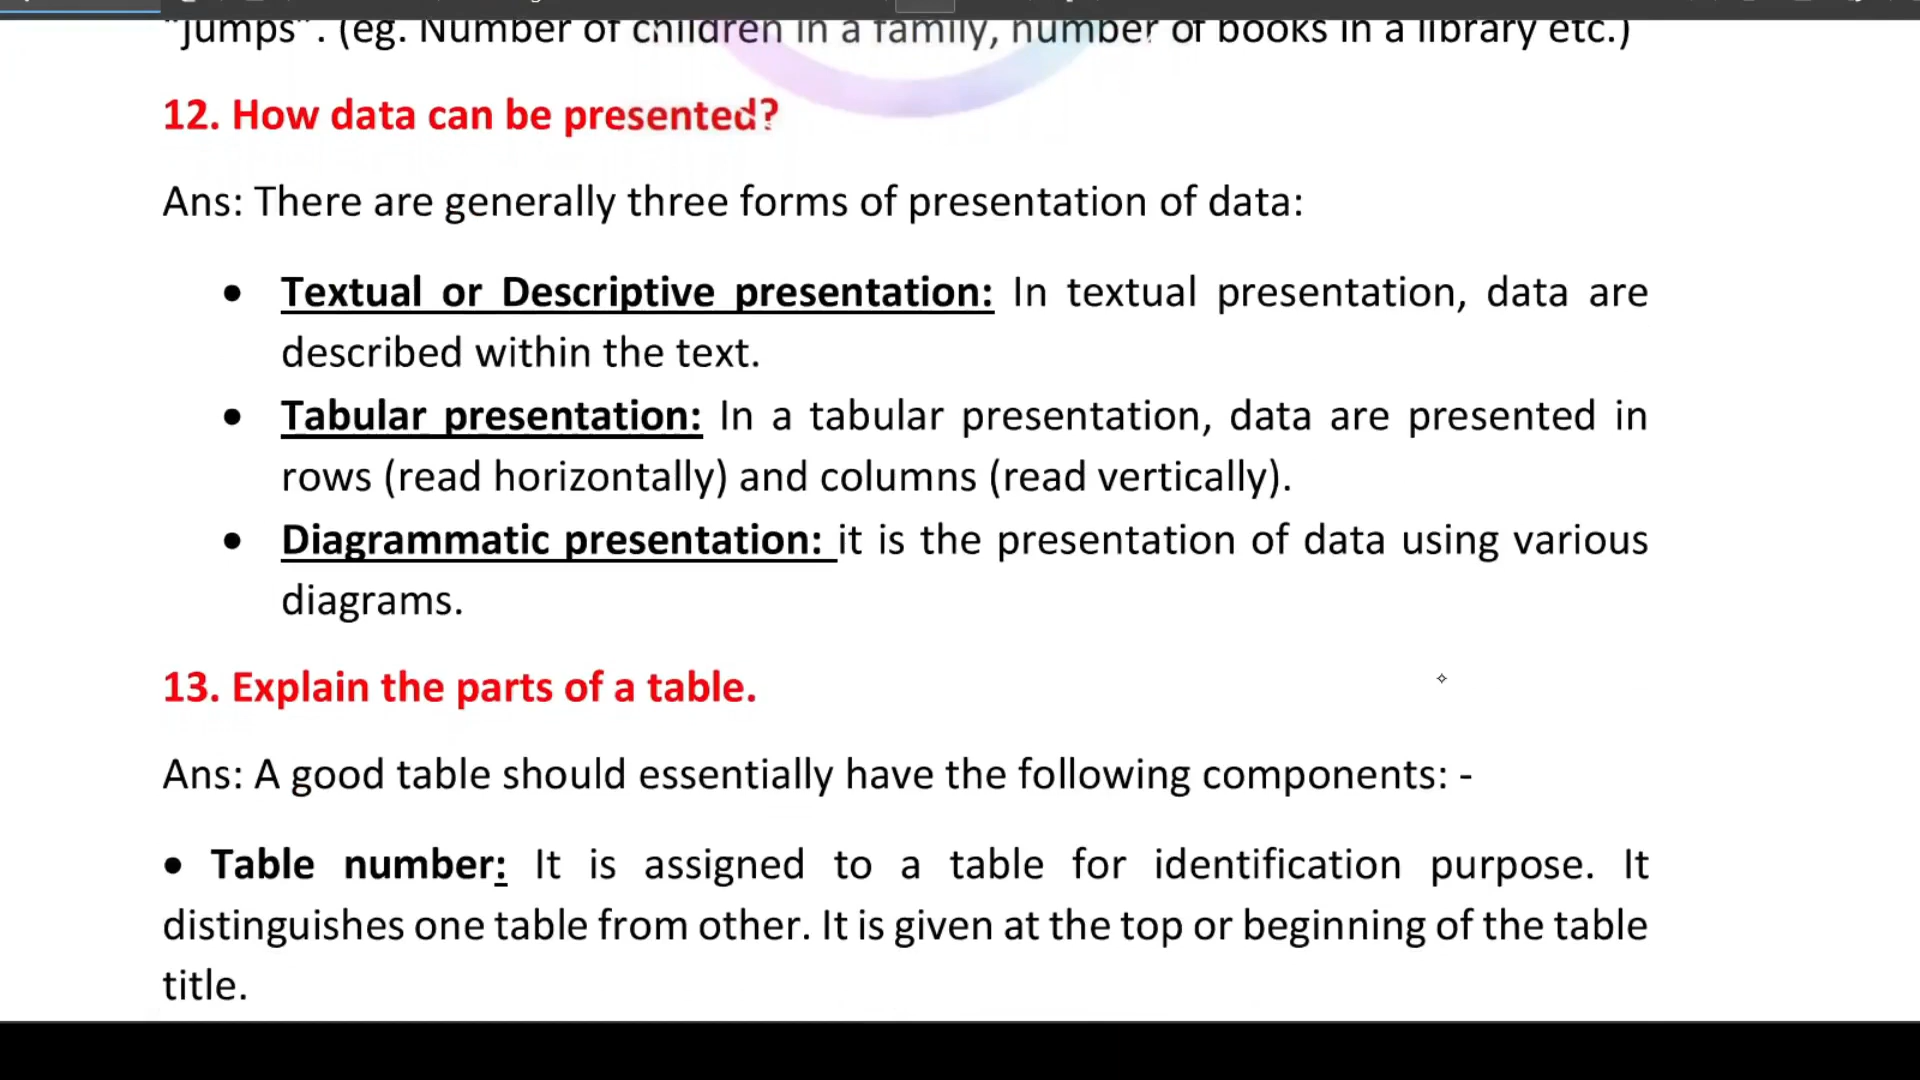 "jumps". (eg. Number of children in a family, number of books in a library etc.)
12. How data can be presented?
Ans: There are generally three forms of presentation of data:
• Textual or Descriptive presentation: In textual presentation, data are
described within the text.
• Tabular presentation: In a tabular presentation, data are presented in
rows (read horizontally) and columns (read vertically).
• Diagrammatic presentation: it is the presentation of data using various
diagrams.
13. Explain the parts of a table.
Ans: A good table should essentially have the following components: -
• Table number: It is assigned to a table for identification purpose. It
distinguishes one table from other. It is given at the top or beginning of the table
title.